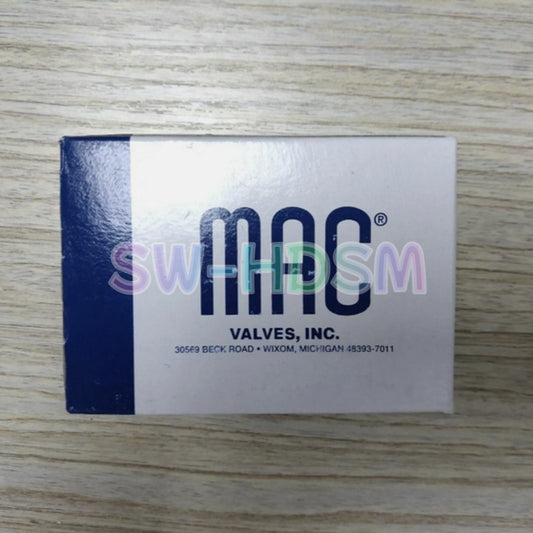 MAC®
SW-HDSM
VALVES, INC.
30569 BECK ROAD • WIXOM, MICHIGAN 48393-7011